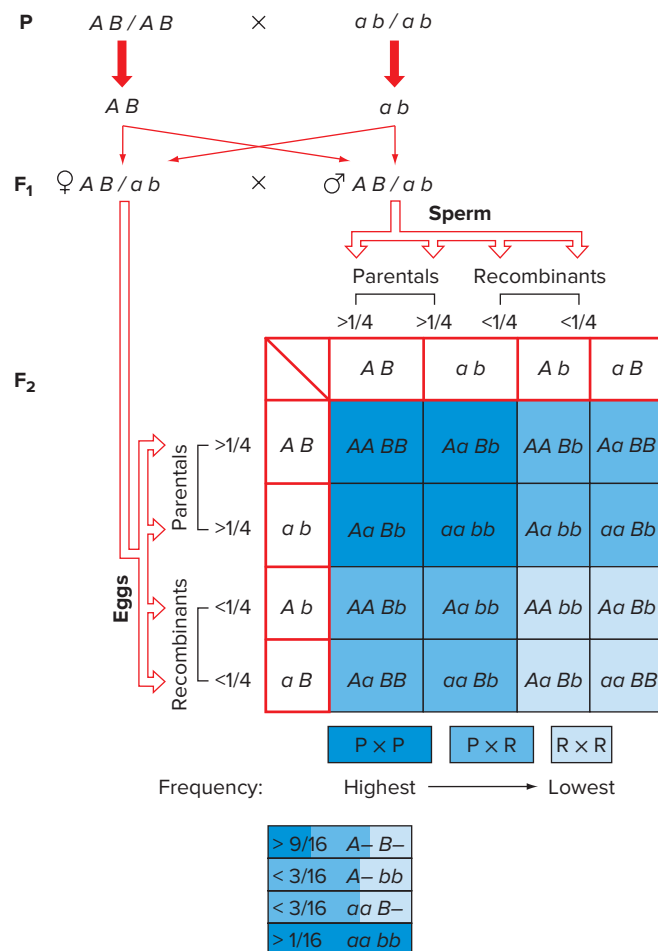 P A B / A B × a b / a b
A B a b
F1 ♀ A B / a b × ♂ A B / a b
Sperm
Parentals Recombinants
>1/4 >1/4 <1/4 <1/4
F2
A B a b A b a B
Eggs
Parentals
Recombinants
>1/4 A B AA BB Aa Bb AA Bb Aa BB
>1/4 a b Aa Bb aa bb Aa bb aa Bb
<1/4 A b AA Bb Aa bb AA bb Aa Bb
<1/4 a B Aa BB aa Bb Aa Bb aa BB
P × P P × R R × R
Frequency: Highest Lowest
> 9/16 A– B–
< 3/16 A– bb
< 3/16 aa B–
> 1/16 aa bb